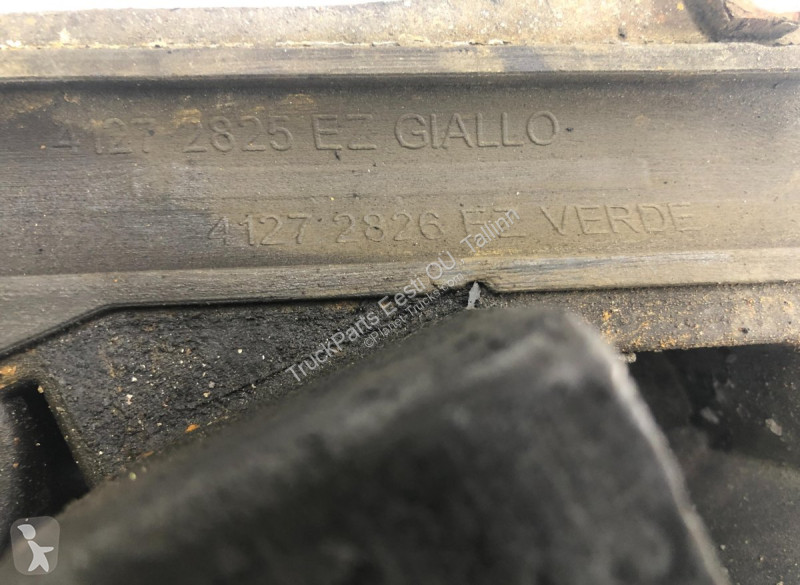 4127 2825 EZ GIALLO
4127 2826 EZ VERDE
TruckParts Eesti OÜ, Tallinn